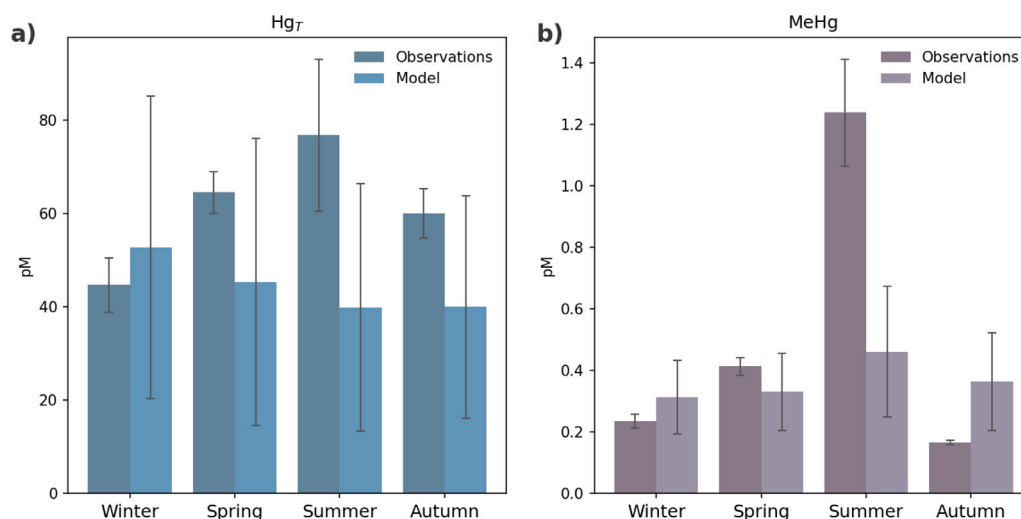 a)
Hg_T
Observations
Model
pM
80
60
40
20
0
Winter Spring Summer Autumn
b)
MeHg
Observations
Model
pM
1.4
1.2
1.0
0.8
0.6
0.4
0.2
0.0
Winter Spring Summer Autumn